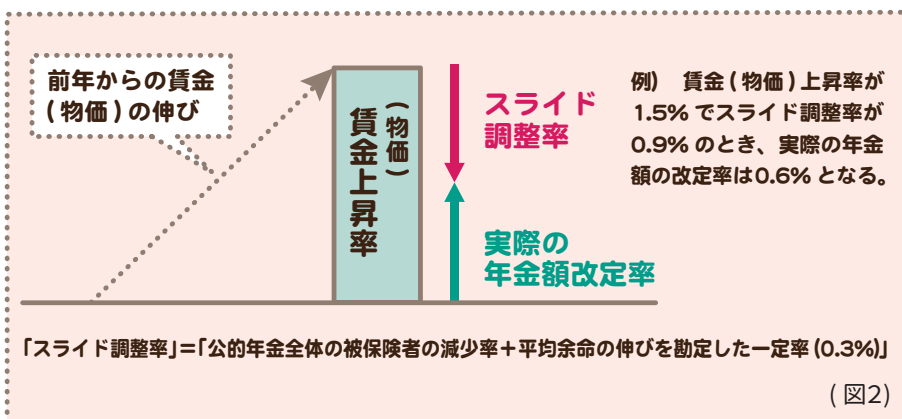 前年からの賃金
(物価)の伸び
賃金上昇率
(物価)
スライド
調整率
実際の
年金額改定率
例) 賃金(物価)上昇率が
1.5%でスライド調整率が
0.9%のとき、実際の年金
額の改定率は0.6%となる。
「スライド調整率」=「公的年金全体の被保険者の減少率+平均余命の伸びを勘定した一定率(0.3%)」
(図2)